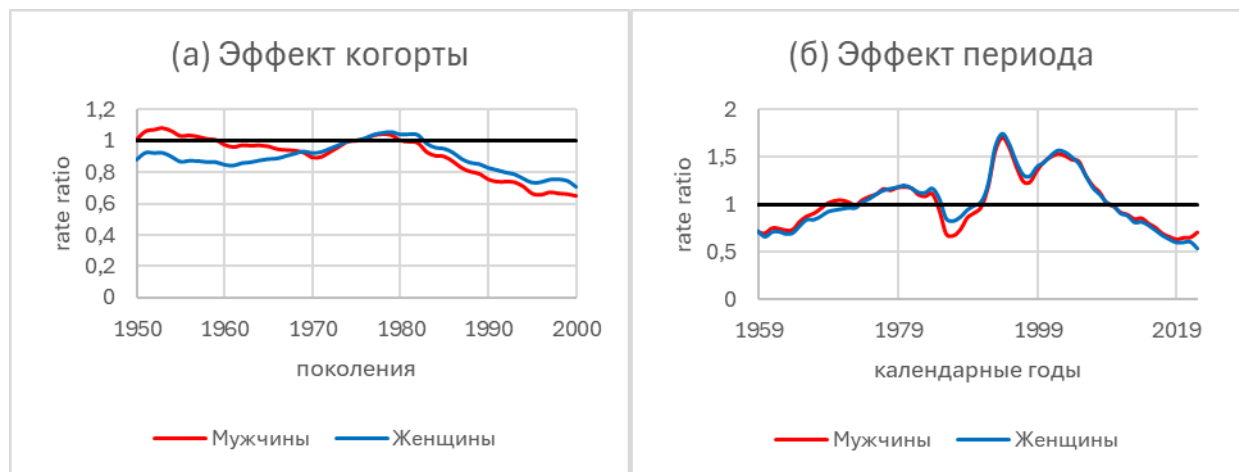 (а) Эффект когорты
rate ratio
1,2
1
0,8
0,6
0,4
0,2
0
1950
1960
1970
1980
1990
2000
поколения
Мужчины
Женщины
(б) Эффект периода
rate ratio
2
1,5
1
0,5
0
1959
1979
1999
2019
календарные годы
Мужчины
Женщины